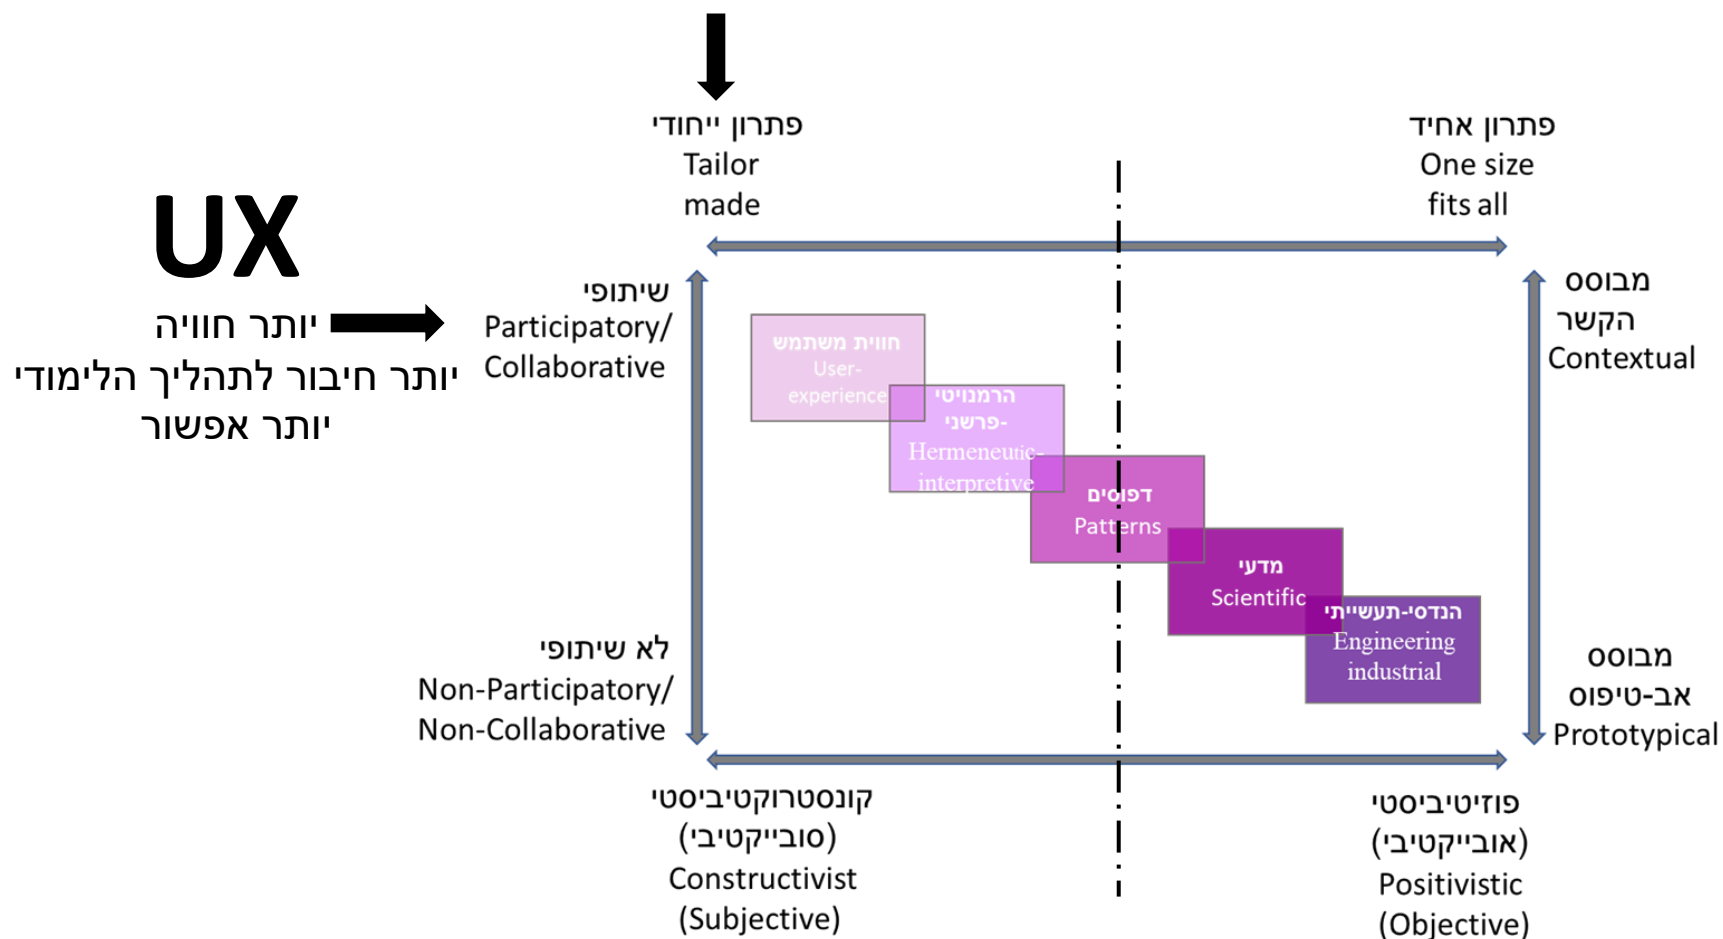 פתרון ייחודי
Tailor
made
פתרון אחיד
One size
fits all
UX
יותר חוויה
יותר חיבור לתהליך הלימודי
יותר אפשור
שיתופי
Participatory/
Collaborative
מבוסס
הקשר
Contextual
חווית משתמש
User-
experience
הרמנויטי
-פרשני
Hermeneutic-
interpretive
דפוסים
Patterns
מדעי
Scientific
הנדסי-תעשייתי
Engineering
industrial
לא שיתופי
Non-Participatory/
Non-Collaborative
מבוסס
אב-טיפוס
Prototypical
קונסטרוקטיביסטי
(סובייקטיבי)
Constructivist
(Subjective)
פוזיטיביסטי
(אובייקטיבי)
Positivistic
(Objective)